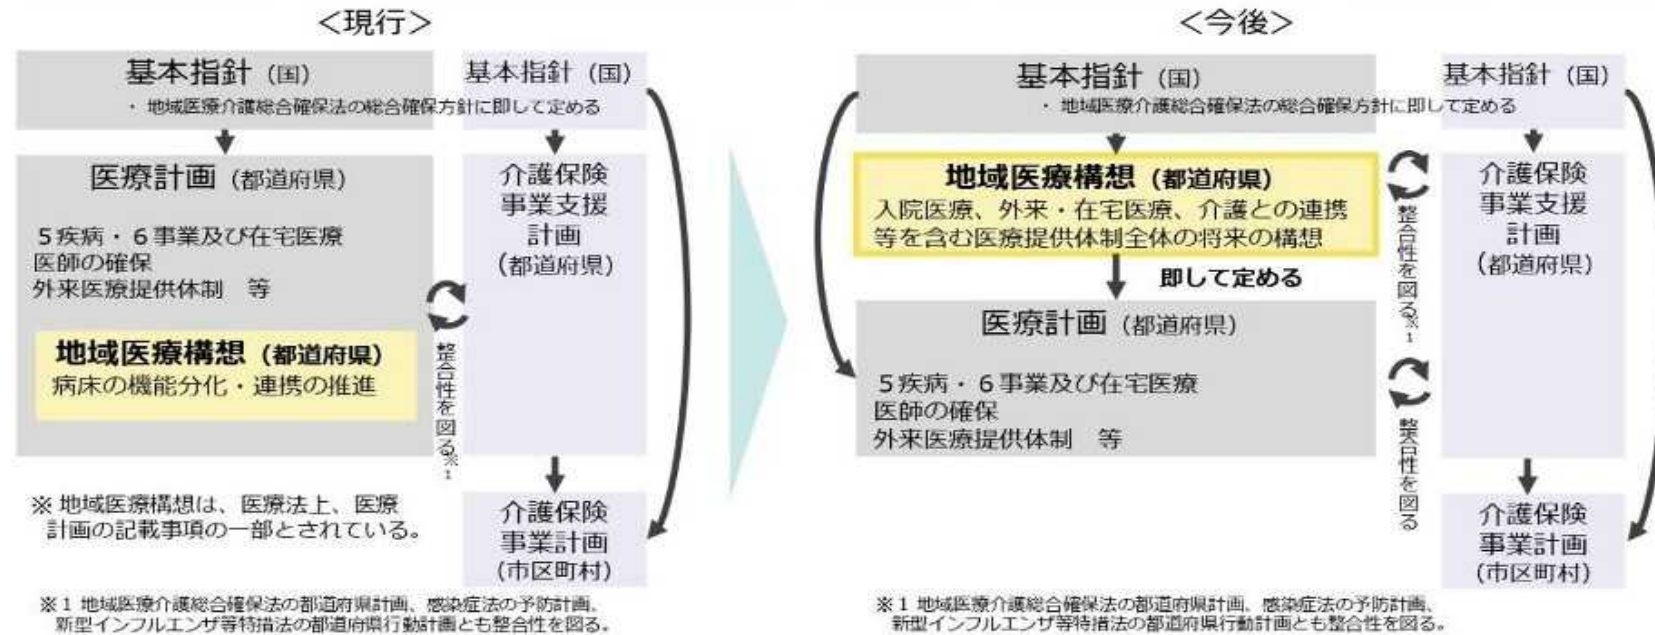 ＜現行＞
基本指針（国）
基本指針（国）
・地域医療介護総合確保法の総合確保方針に即して定める
医療計画（都道府県）
５疾病・６事業及び在宅医療
医師の確保
外来医療提供体制　等
地域医療構想（都道府県）
病床の機能分化・連携の推進
整合性を図る※1
介護保険
事業支援
計画
（都道府県）
介護保険
事業計画
（市区町村）
※ 地域医療構想は、医療法上、医療
計画の記載事項の一部とされている。
※１ 地域医療介護総合確保法の都道府県計画、感染症法の予防計画、
新型インフルエンザ等特措法の都道府県行動計画とも整合性を図る。
＜今後＞
基本指針（国）
基本指針（国）
・地域医療介護総合確保法の総合確保方針に即して定める
地域医療構想（都道府県）
入院医療、外来・在宅医療、介護との連携
等を含む医療提供体制全体の将来の構想
即して定める
医療計画（都道府県）
５疾病・６事業及び在宅医療
医師の確保
外来医療提供体制　等
整合性を図る※1
整合性を図る
介護保険
事業支援
計画
（都道府県）
介護保険
事業計画
（市区町村）
※１ 地域医療介護総合確保法の都道府県計画、感染症法の予防計画、
新型インフルエンザ等特措法の都道府県行動計画とも整合性を図る。